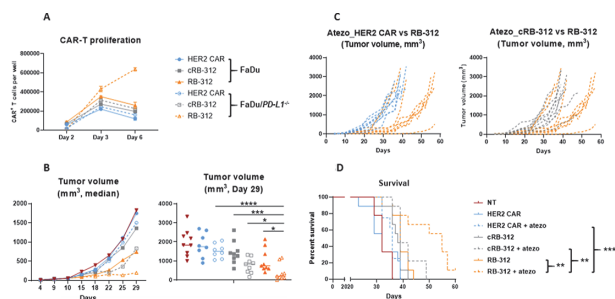 A
CAR-T proliferation
CAR⁺ T cells per well
800000
600000
400000
200000
0
Day 2 Day 3 Day 6
HER2 CAR
cRB-312
RB-312
FaDu
HER2 CAR
cRB-312
RB-312
FaDu/PD-L1⁻/⁻
B
Tumor volume
(mm³, median)
2000
1500
1000
500
0
4 9 10 15 18 22 25 29
Days
Tumor volume
(mm³, Day 29)
****
***
*
*
4000
3000
2000
1000
0
C
Atezo_HER2 CAR vs RB-312
(Tumor volume, mm³)
3000
2000
1000
0
0 10 20 30 40 50 60
Days
Atezo_cRB-312 vs RB-312
(Tumor volume, mm³)
3000
2000
1000
0
0 10 20 30 40 50 60
Days
D
Survival
Percent survival
100
80
60
40
20
0
0 20 20 40 60
Days
NT
HER2 CAR
HER2 CAR + atezo
cRB-312
cRB-312 + atezo
RB-312
RB-312 + atezo
**
**
***